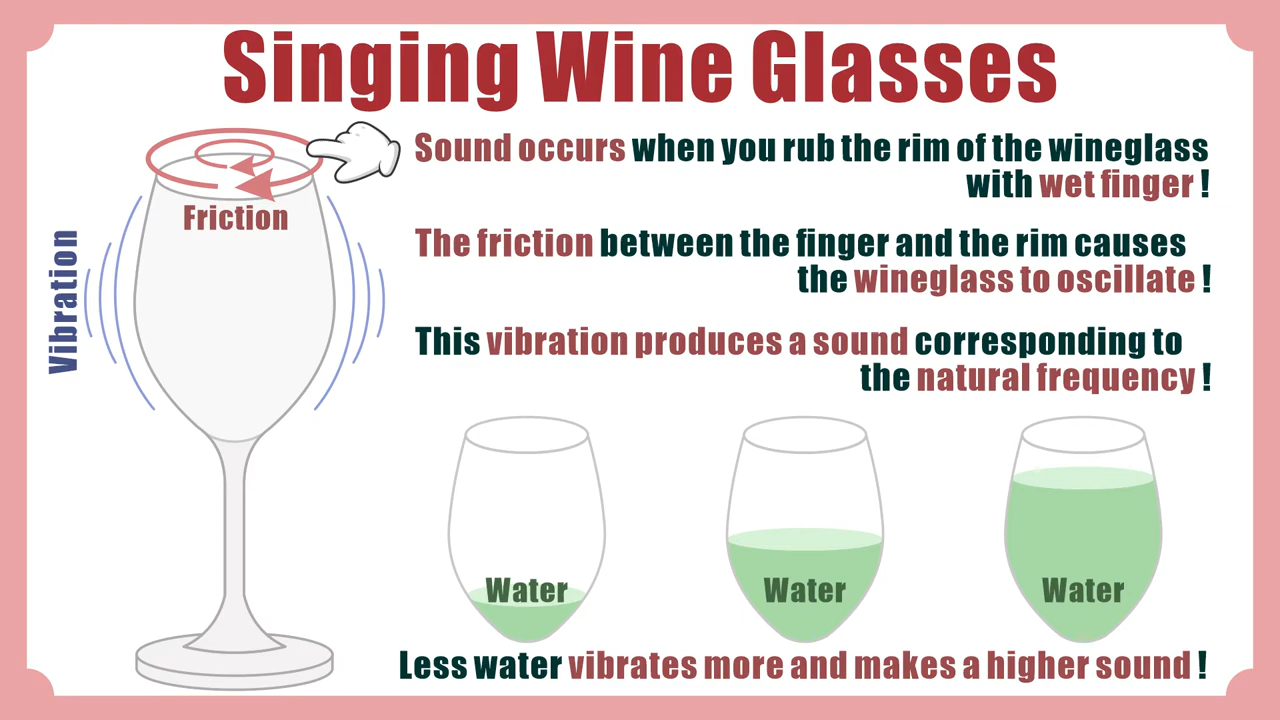 Singing Wine Glasses
Sound occurs when you rub the rim of the wineglass
with wet finger !
Friction
The friction between the finger and the rim causes
the wineglass to oscillate !
Vibration
This vibration produces a sound corresponding to
the natural frequency !
Water
Water
Water
Less water vibrates more and makes a higher sound !